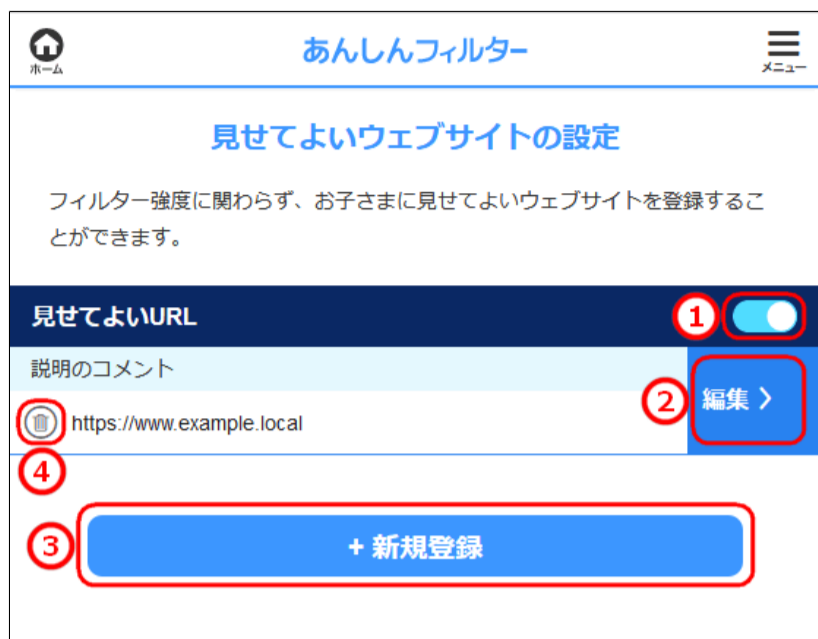 ホーム
あんしんフィルター
メニュー
見せてよいウェブサイトの設定
フィルター強度に関わらず、お子さまに見せてよいウェブサイトを登録するこ
とができます。
見せてよいURL
1
説明のコメント
2
編集 >
https://www.example.local
4
3
+ 新規登録